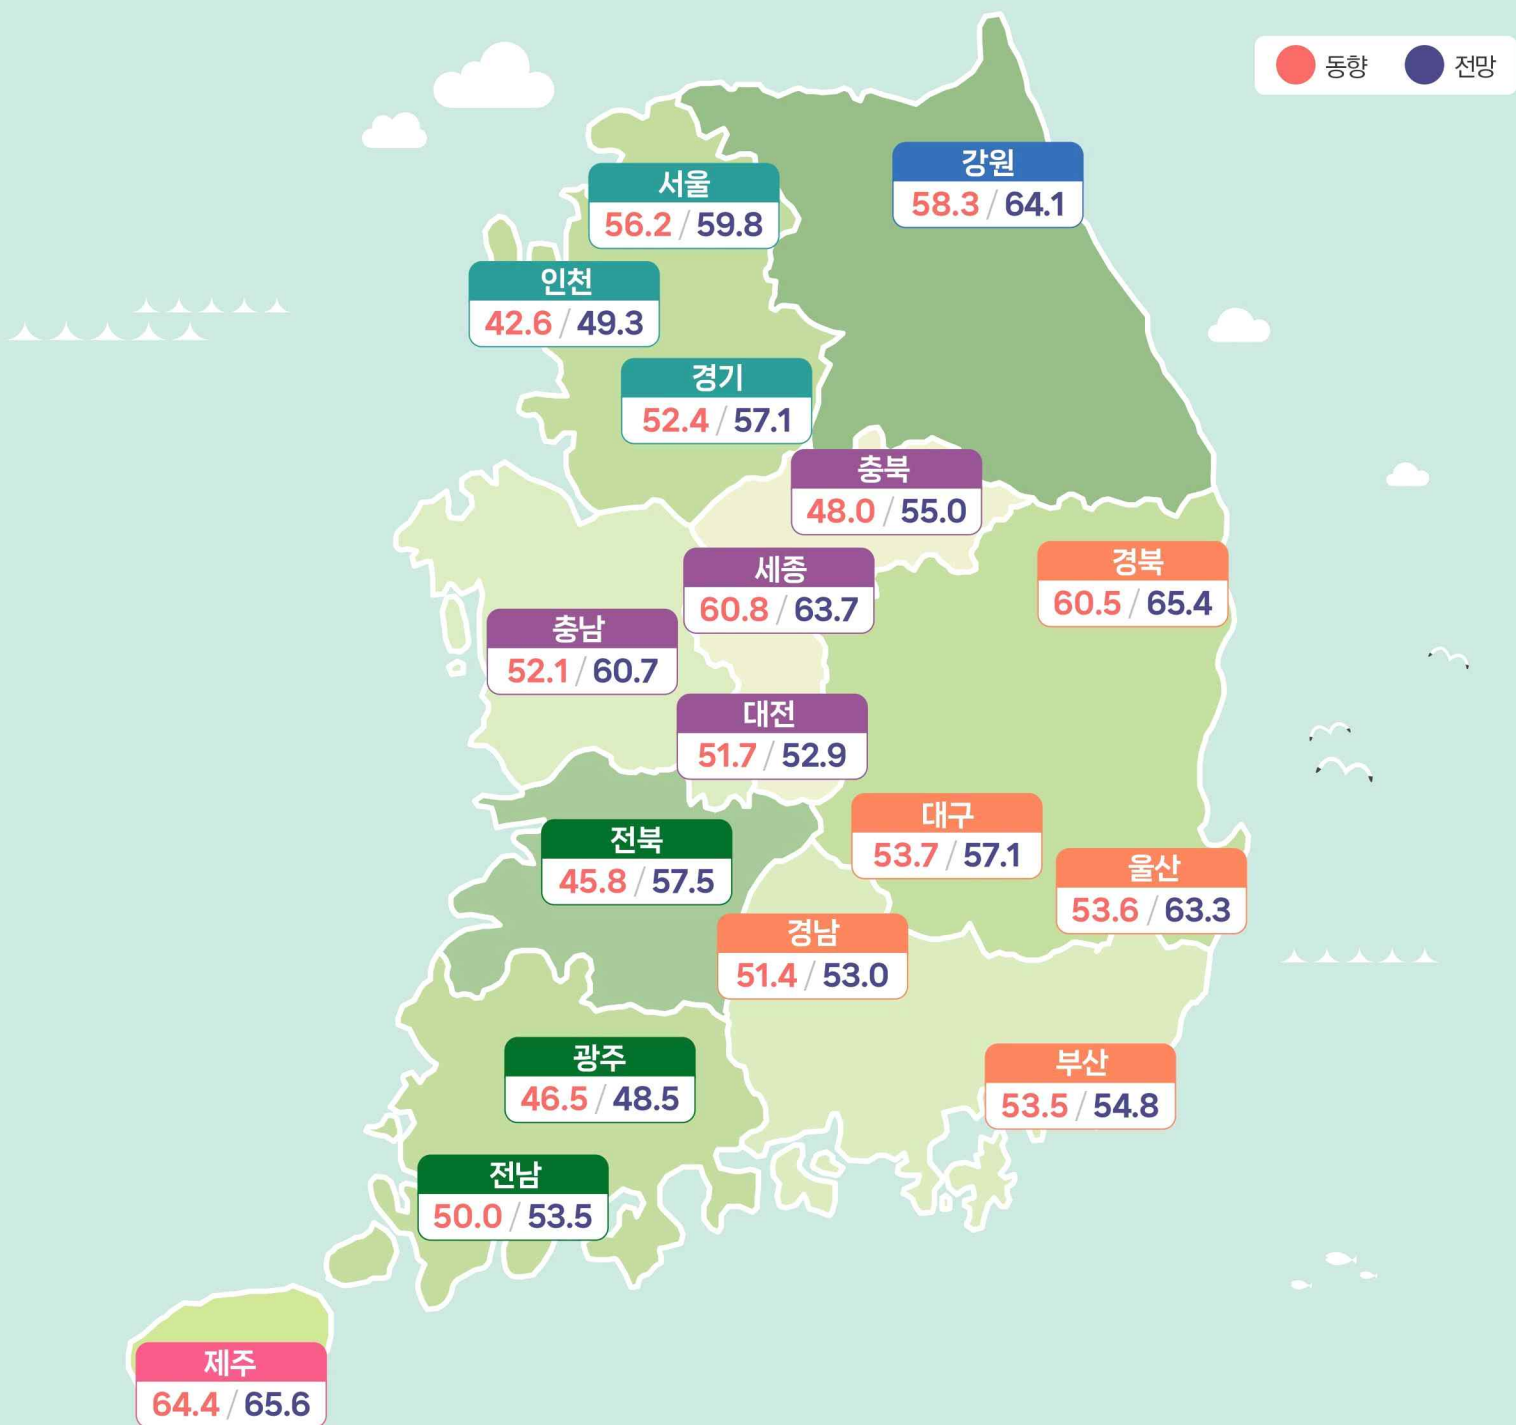 동향 전망
강원
58.3 / 64.1
서울
56.2 / 59.8
인천
42.6 / 49.3
경기
52.4 / 57.1
충북
48.0 / 55.0
경북
60.5 / 65.4
세종
60.8 / 63.7
충남
52.1 / 60.7
대전
51.7 / 52.9
대구
53.7 / 57.1
전북
45.8 / 57.5
울산
53.6 / 63.3
경남
51.4 / 53.0
광주
46.5 / 48.5
부산
53.5 / 54.8
전남
50.0 / 53.5
제주
64.4 / 65.6